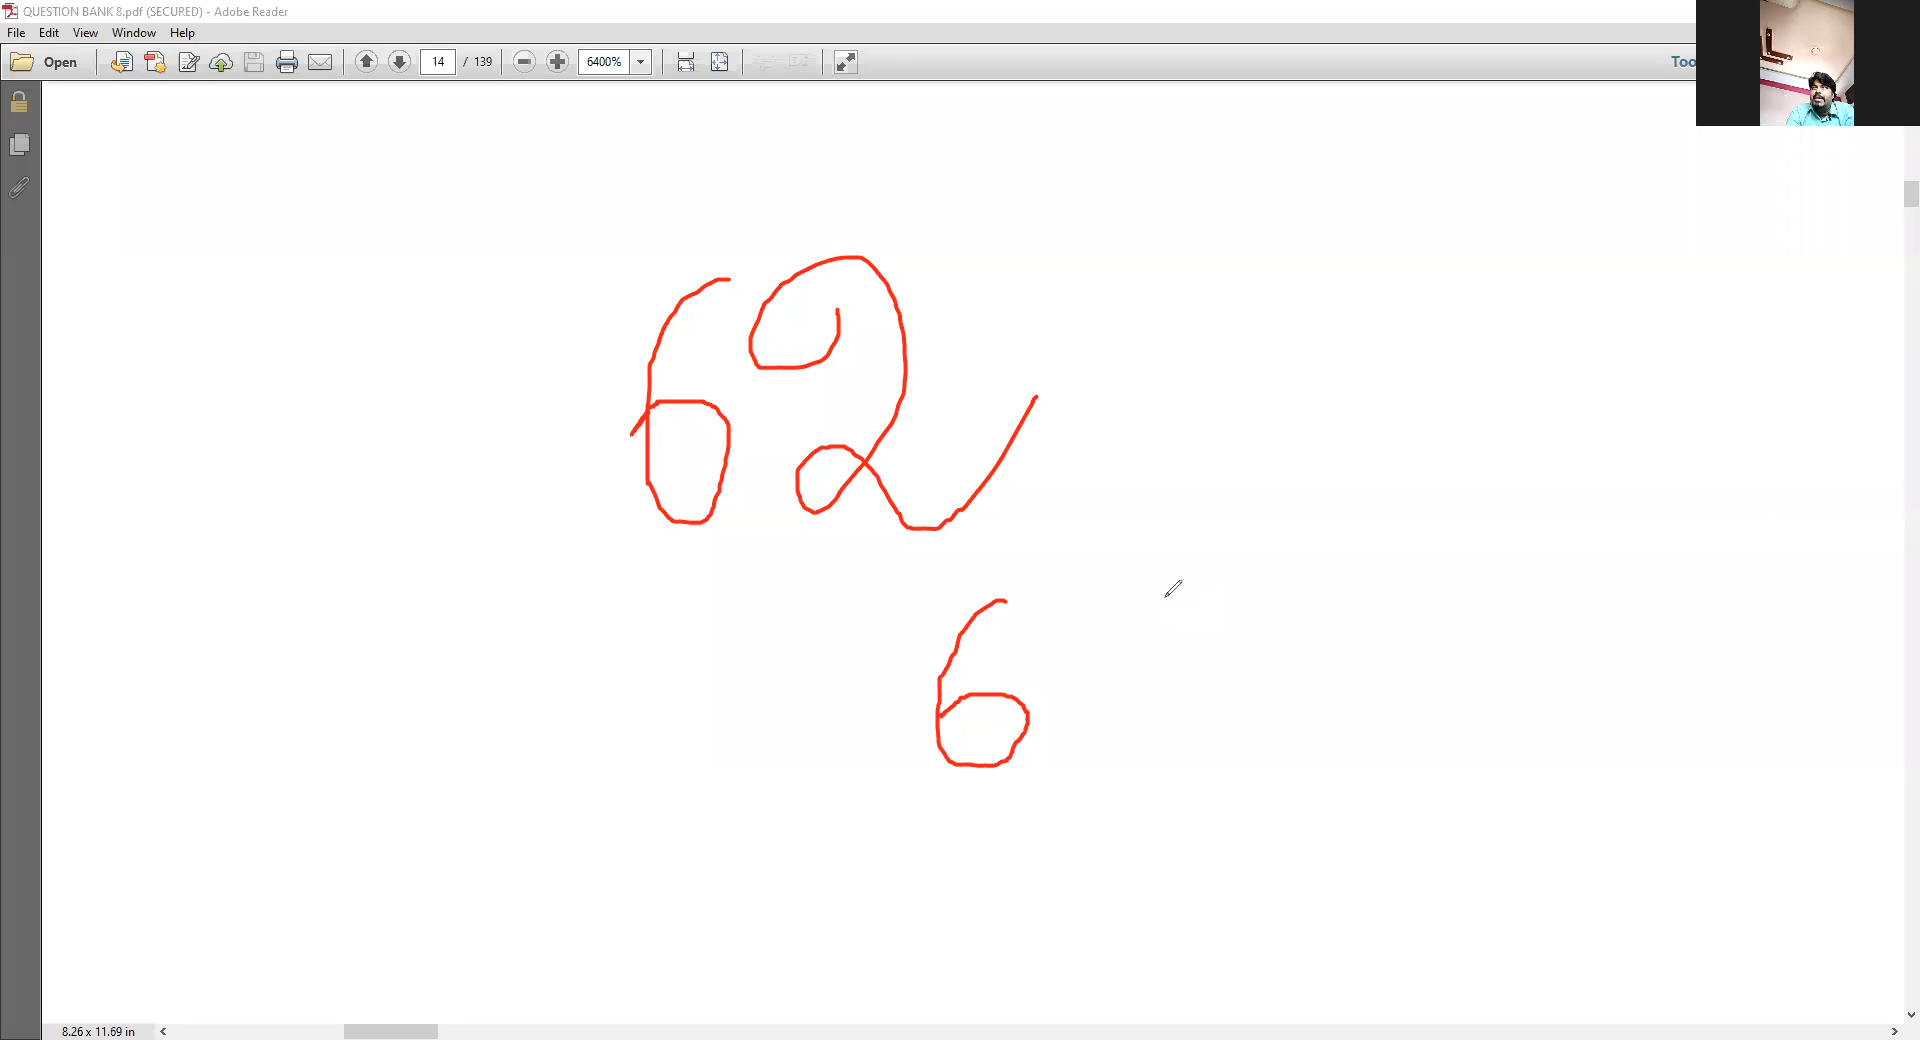 QUESTION BANK 8.pdf (SECURED) - Adobe Reader
File Edit View Window Help
Open 14 / 139 6400% Too
62
6
8.26 x 11.69 in